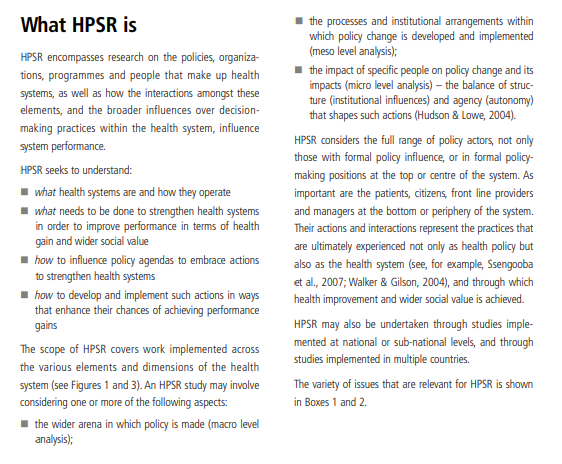 What HPSR is
HPSR encompasses research on the policies, organiza-
tions, programmes and people that make up health
systems, as well as how the interactions amongst these
elements, and the broader influences over decision-
making practices within the health system, influence
system performance.
HPSR seeks to understand:
■ what health systems are and how they operate
■ what needs to be done to strengthen health systems
in order to improve performance in terms of health
gain and wider social value
■ how to influence policy agendas to embrace actions
to strengthen health systems
■ how to develop and implement such actions in ways
that enhance their chances of achieving performance
gains
The scope of HPSR covers work implemented across
the various elements and dimensions of the health
system (see Figures 1 and 3). An HPSR study may involve
considering one or more of the following aspects:
■ the wider arena in which policy is made (macro level
analysis);
■ the processes and institutional arrangements within
which policy change is developed and implemented
(meso level analysis);
■ the impact of specific people on policy change and its
impacts (micro level analysis) – the balance of struc-
ture (institutional influences) and agency (autonomy)
that shapes such actions (Hudson & Lowe, 2004).
HPSR considers the full range of policy actors, not only
those with formal policy influence, or in formal policy-
making positions at the top or centre of the system. As
important are the patients, citizens, front line providers
and managers at the bottom or periphery of the system.
Their actions and interactions represent the practices that
are ultimately experienced not only as health policy but
also as the health system (see, for example, Ssengooba
et al., 2007; Walker & Gilson, 2004), and through which
health improvement and wider social value is achieved.
HPSR may also be undertaken through studies imple-
mented at national or sub-national levels, and through
studies implemented in multiple countries.
The variety of issues that are relevant for HPSR is shown
in Boxes 1 and 2.